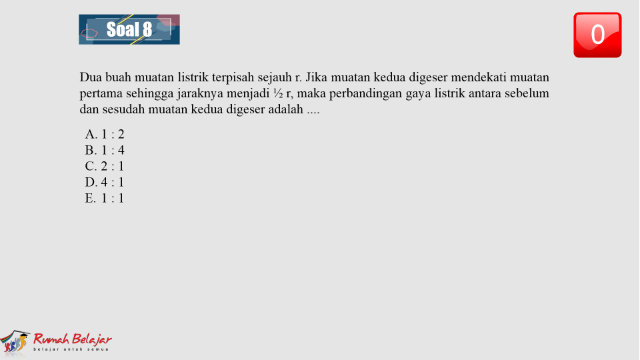 Soal 8
0
Dua buah muatan listrik terpisah sejauh r. Jika muatan kedua digeser mendekati muatan
pertama sehingga jaraknya menjadi ½ r, maka perbandingan gaya listrik antara sebelum
dan sesudah muatan kedua digeser adalah ....
A. 1 : 2
B. 1 : 4
C. 2 : 1
D. 4 : 1
E. 1 : 1
Rumah Belajar
belajar untuk semua